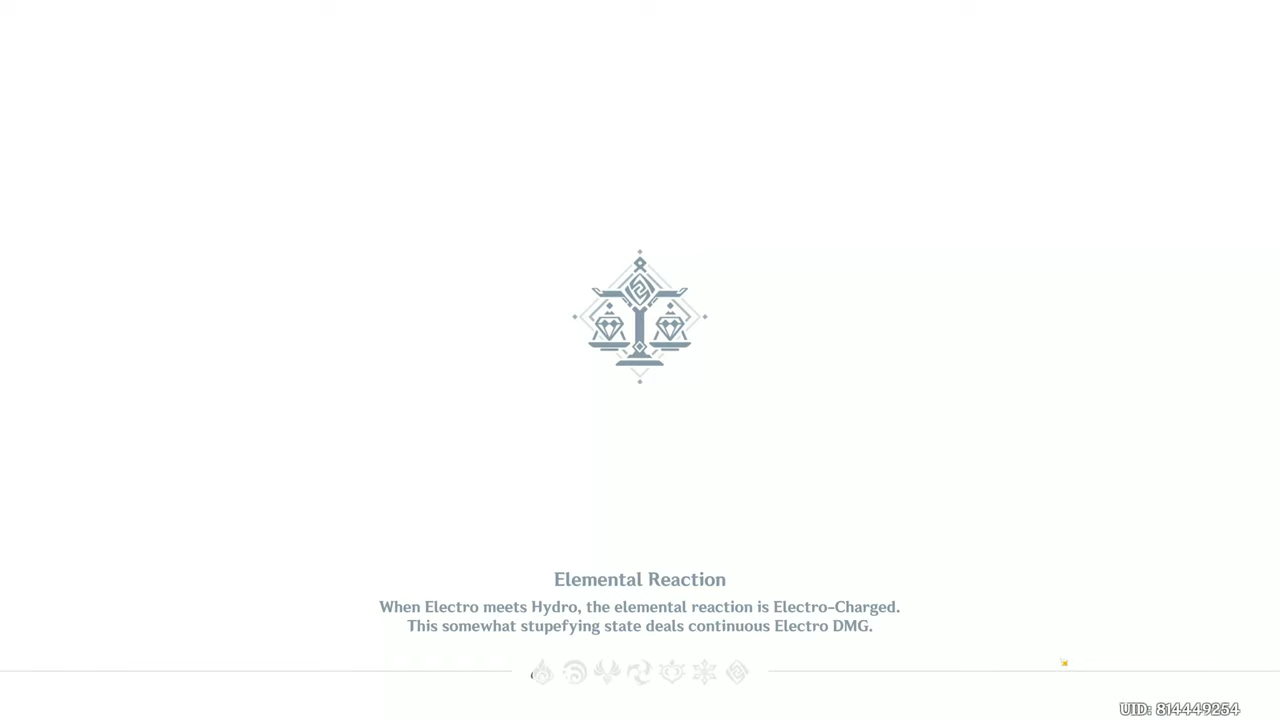 Elemental Reaction
When Electro meets Hydro, the elemental reaction is Electro-Charged.
This somewhat stupefying state deals continuous Electro DMG.
UID: 814449254